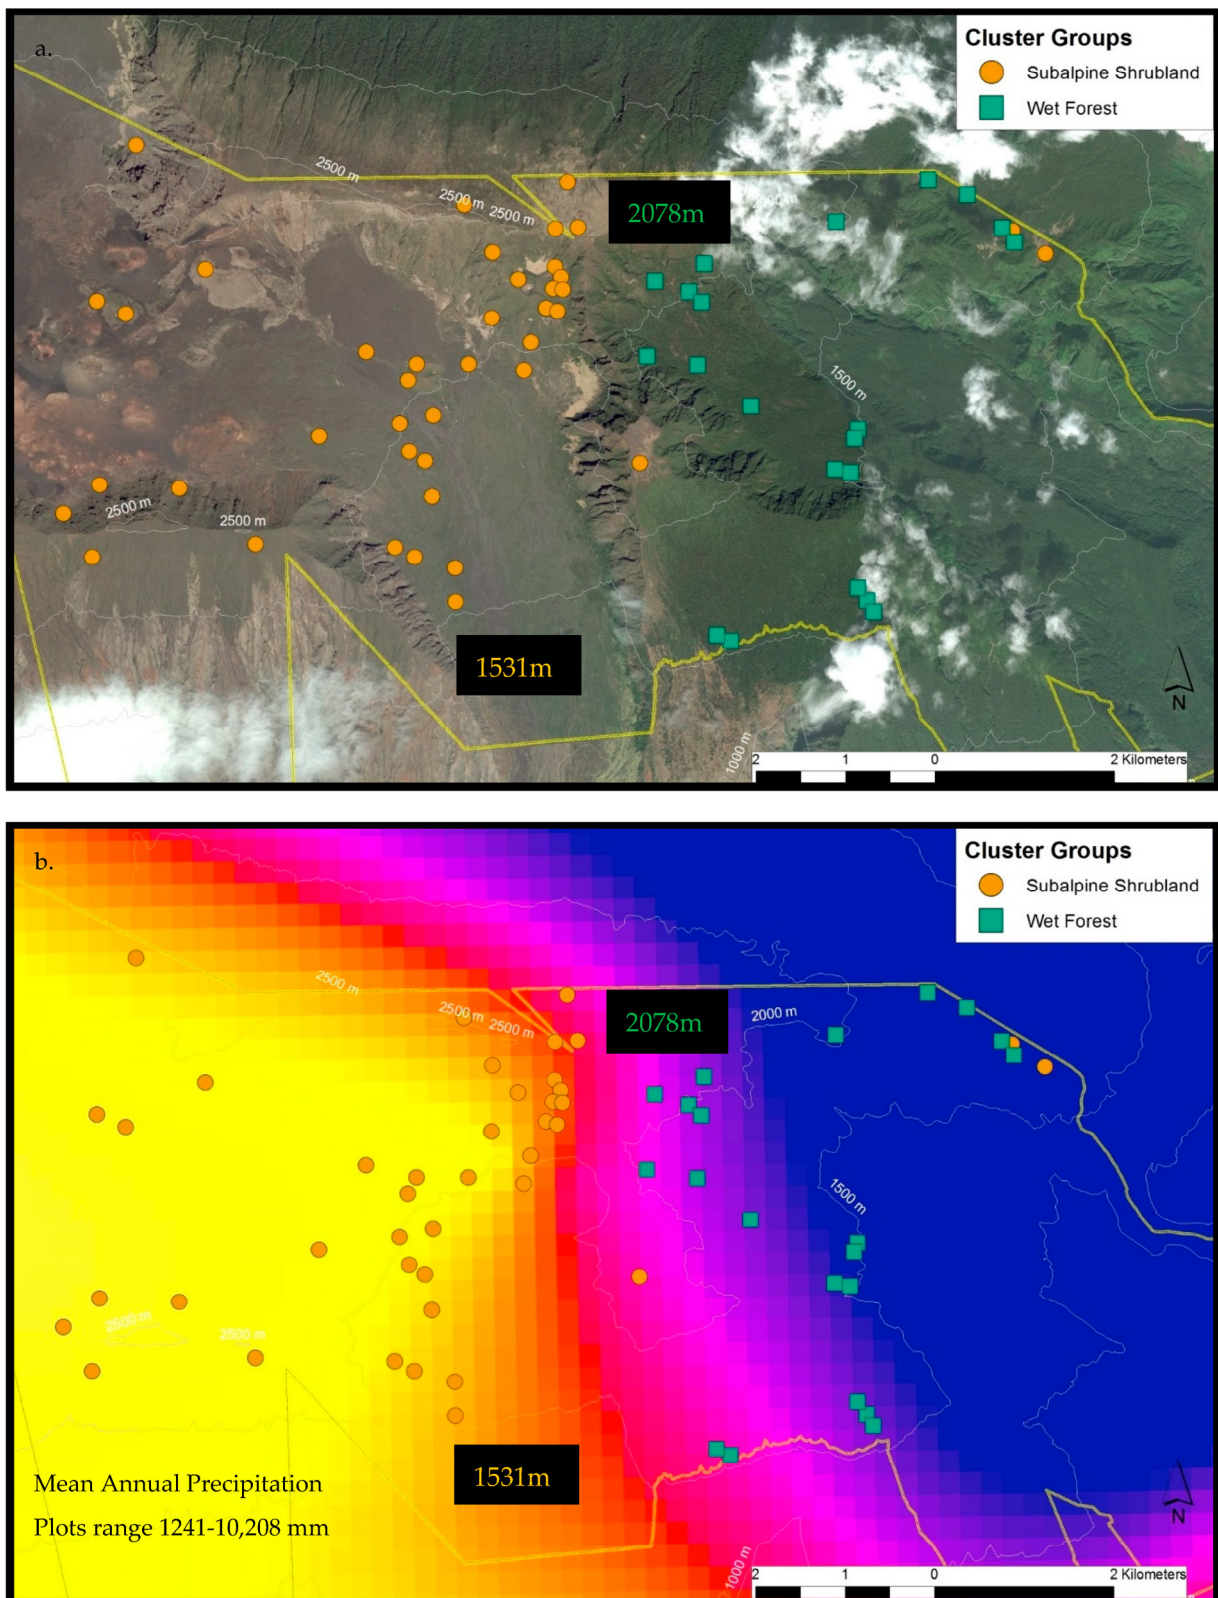 a.
Cluster Groups
Subalpine Shrubland
Wet Forest
2500 m
2500 m
2500 m
2078m
1500 m
2500 m
2500 m
1531m
1000 m
N
2 1 0 2 Kilometers
b.
Cluster Groups
Subalpine Shrubland
Wet Forest
2500 m
2500 m
2500 m
2078m
2000 m
1500 m
2500 m
2500 m
1531m
Mean Annual Precipitation
Plots range 1241-10,208 mm
1000 m
N
2 1 0 2 Kilometers